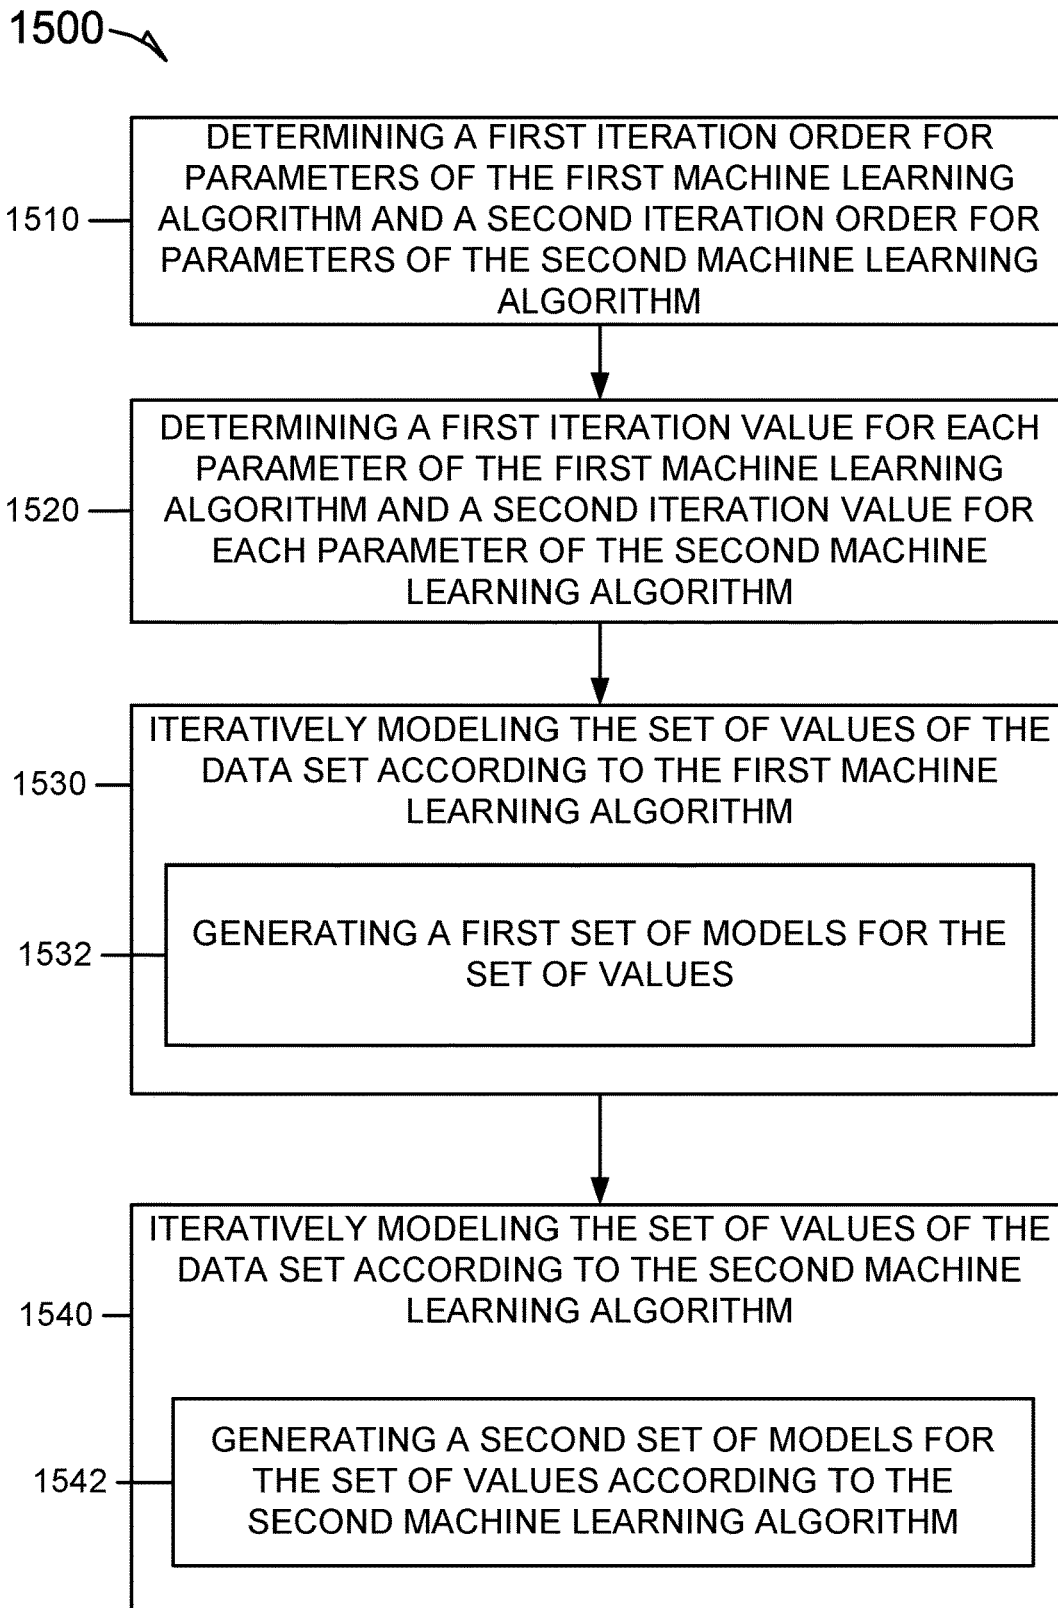 1500
DETERMINING A FIRST ITERATION ORDER FOR
PARAMETERS OF THE FIRST MACHINE LEARNING
1510
ALGORITHM AND A SECOND ITERATION ORDER FOR
PARAMETERS OF THE SECOND MACHINE LEARNING
ALGORITHM
DETERMINING A FIRST ITERATION VALUE FOR EACH
PARAMETER OF THE FIRST MACHINE LEARNING
1520
ALGORITHM AND A SECOND ITERATION VALUE FOR
EACH PARAMETER OF THE SECOND MACHINE
LEARNING ALGORITHM
ITERATIVELY MODELING THE SET OF VALUES OF THE
1530
DATA SET ACCORDING TO THE FIRST MACHINE
LEARNING ALGORITHM
GENERATING A FIRST SET OF MODELS FOR THE
1532
SET OF VALUES
ITERATIVELY MODELING THE SET OF VALUES OF THE
DATA SET ACCORDING TO THE SECOND MACHINE
1540
LEARNING ALGORITHM
GENERATING A SECOND SET OF MODELS FOR
1542
THE SET OF VALUES ACCORDING TO THE
SECOND MACHINE LEARNING ALGORITHM